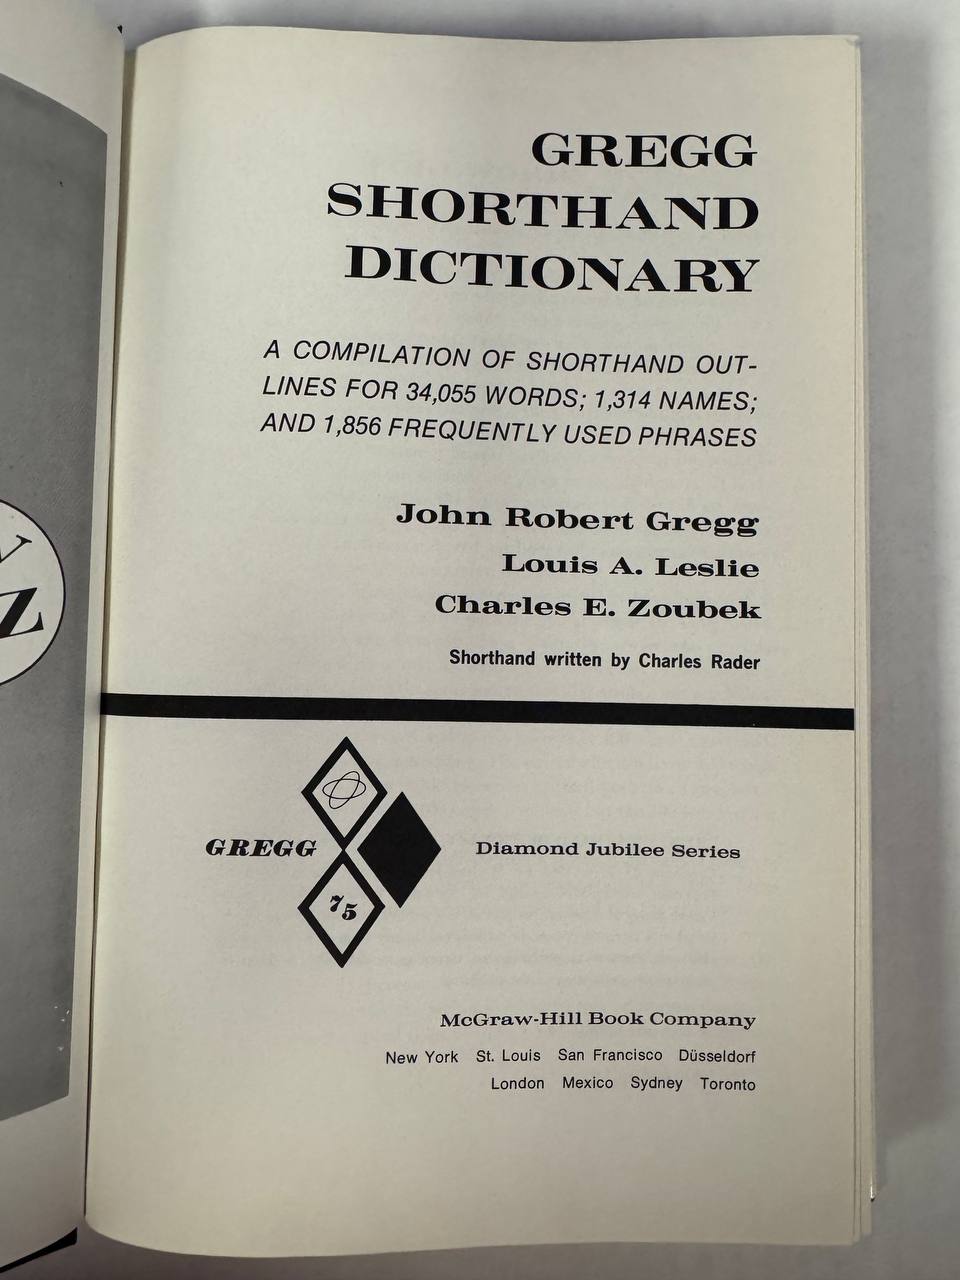 GREGG
SHORTHAND
DICTIONARY
A COMPILATION OF SHORTHAND OUT-
LINES FOR 34,055 WORDS; 1,314 NAMES;
AND 1,856 FREQUENTLY USED PHRASES
John Robert Gregg
Louis A. Leslie
Charles E. Zoubek
Shorthand written by Charles Rader
GREGG
75
Diamond Jubilee Series
McGraw-Hill Book Company
New York St. Louis San Francisco Düsseldorf
London Mexico Sydney Toronto
Z